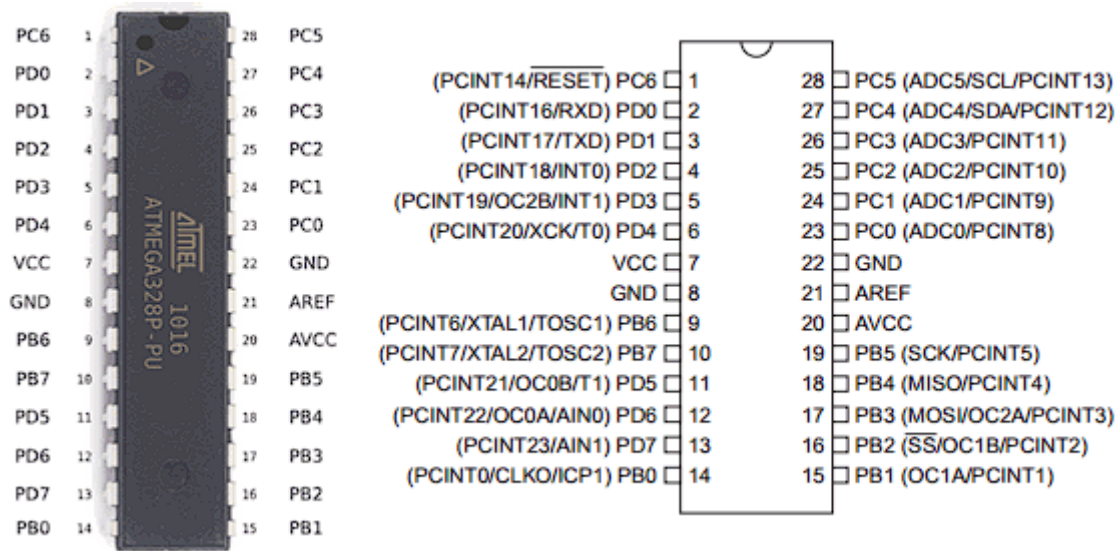 PC6 1 28 PC5
PD0 2 27 PC4
PD1 3 26 PC3
PD2 4 25 PC2
PD3 5 24 PC1
PD4 6 23 PC0
VCC 7 22 GND
GND 8 21 AREF
PB6 9 20 AVCC
PB7 10 19 PB5
PD5 11 18 PB4
PD6 12 17 PB3
PD7 13 16 PB2
PB0 14 15 PB1
ATMEL
ATMEGA328P-PU
1016
(PCINT14/RESET) PC6 1 28 PC5 (ADC5/SCL/PCINT13)
(PCINT16/RXD) PD0 2 27 PC4 (ADC4/SDA/PCINT12)
(PCINT17/TXD) PD1 3 26 PC3 (ADC3/PCINT11)
(PCINT18/INT0) PD2 4 25 PC2 (ADC2/PCINT10)
(PCINT19/OC2B/INT1) PD3 5 24 PC1 (ADC1/PCINT9)
(PCINT20/XCK/T0) PD4 6 23 PC0 (ADC0/PCINT8)
VCC 7 22 GND
GND 8 21 AREF
(PCINT6/XTAL1/TOSC1) PB6 9 20 AVCC
(PCINT7/XTAL2/TOSC2) PB7 10 19 PB5 (SCK/PCINT5)
(PCINT21/OC0B/T1) PD5 11 18 PB4 (MISO/PCINT4)
(PCINT22/OC0A/AIN0) PD6 12 17 PB3 (MOSI/OC2A/PCINT3)
(PCINT23/AIN1) PD7 13 16 PB2 (SS/OC1B/PCINT2)
(PCINT0/CLKO/ICP1) PB0 14 15 PB1 (OC1A/PCINT1)